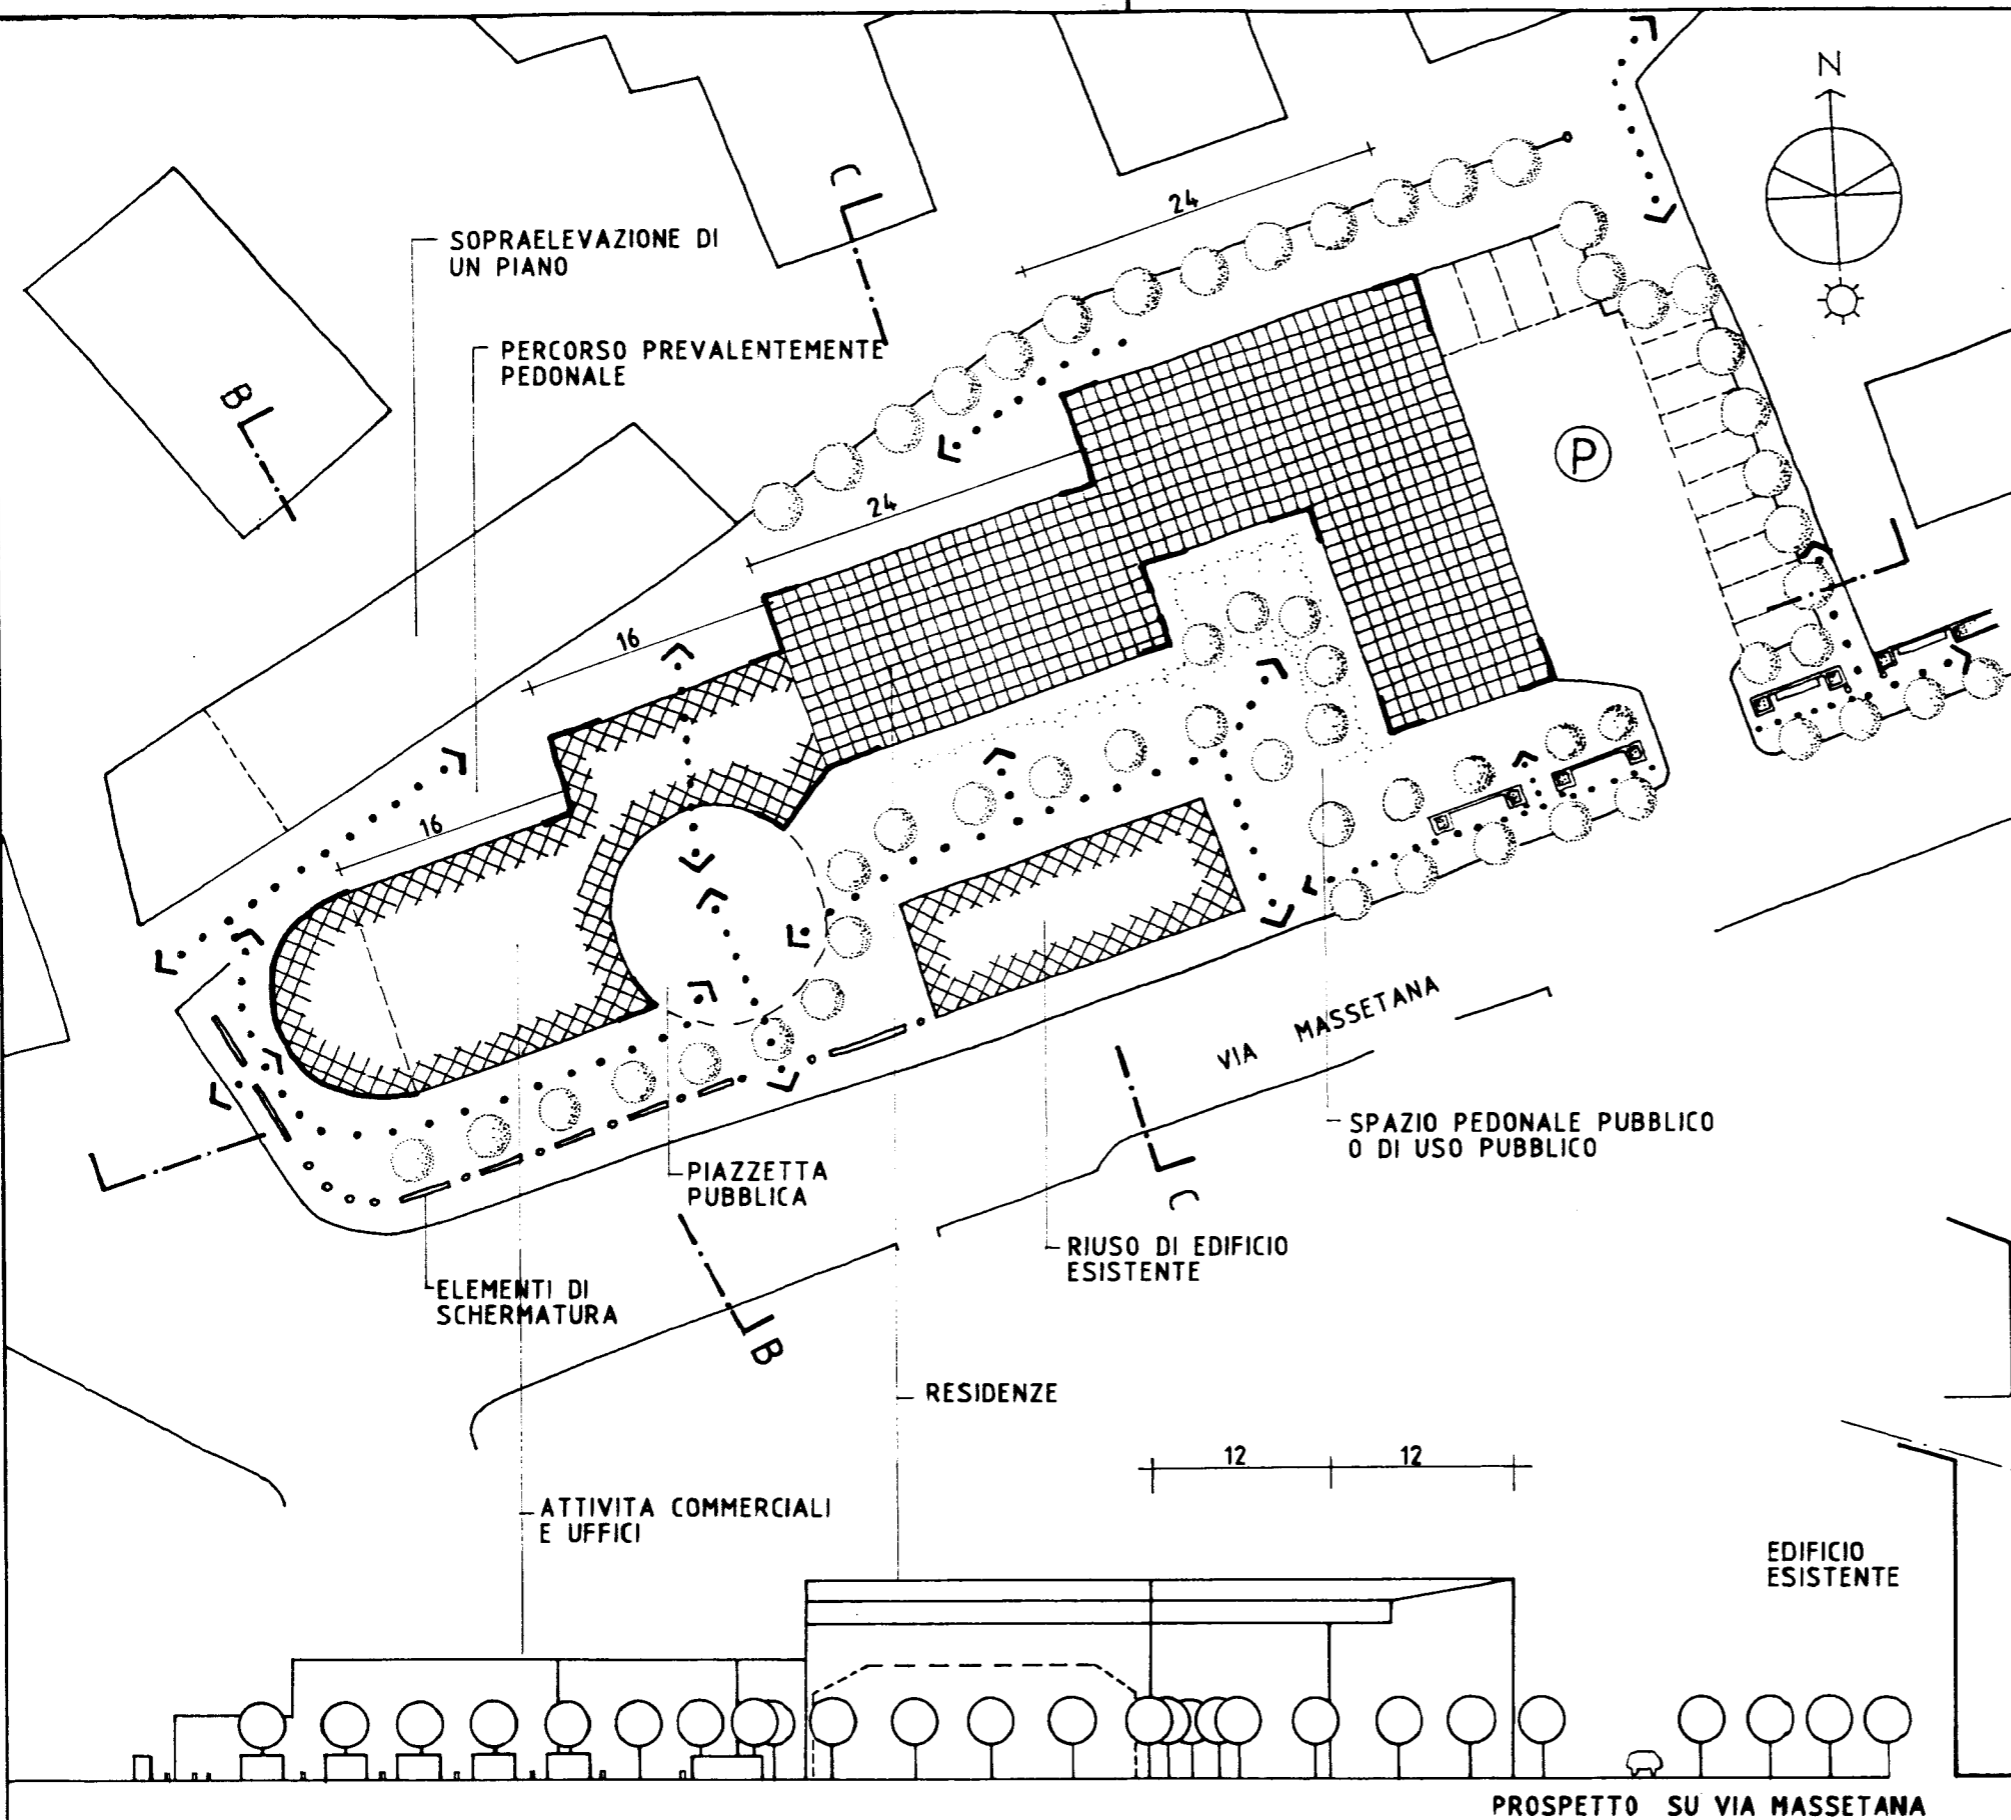 N
C
24
SOPRAELEVAZIONE DI
UN PIANO
PERCORSO PREVALENTEMENTE
PEDONALE
B
P
24
16
16
VIA MASSETANA
SPAZIO PEDONALE PUBBLICO
O DI USO PUBBLICO
PIAZZETTA
PUBBLICA
C
RIUSO DI EDIFICIO
ESISTENTE
ELEMENTI DI
SCHERMATURA
B
RESIDENZE
12 12
ATTIVITA COMMERCIALI
E UFFICI
EDIFICIO
ESISTENTE
PROSPETTO SU VIA MASSETANA